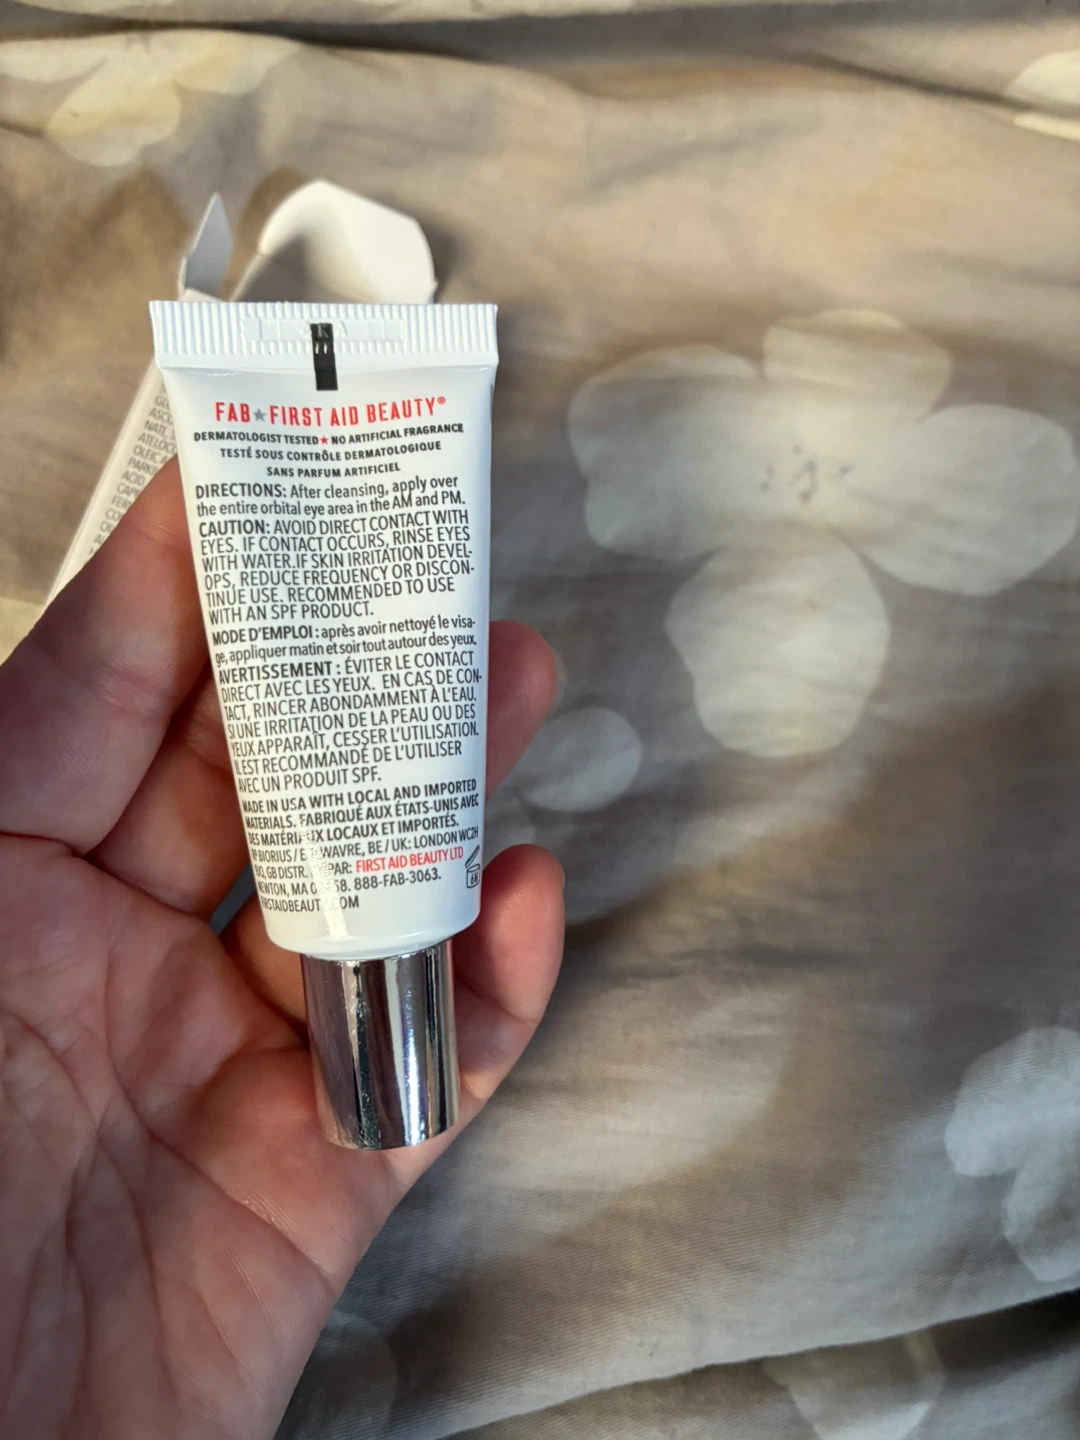 FAB★FIRST AID BEAUTY®
DERMATOLOGIST TESTED★NO ARTIFICIAL FRAGRANCE
TESTÉ SOUS CONTRÔLE DERMATOLOGIQUE
SANS PARFUM ARTIFICIEL
DIRECTIONS: After cleansing, apply over
the entire orbital eye area in the AM and PM.
CAUTION: AVOID DIRECT CONTACT WITH
EYES. IF CONTACT OCCURS, RINSE EYES
WITH WATER.IF SKIN IRRITATION DEVEL-
OPS, REDUCE FREQUENCY OR DISCON-
TINUE USE. RECOMMENDED TO USE
WITH AN SPF PRODUCT.
MODE D'EMPLOI : après avoir nettoyé le visa-
ge, appliquer matin et soir tout autour des yeux.
AVERTISSEMENT : ÉVITER LE CONTACT
DIRECT AVEC LES YEUX. EN CAS DE CON-
TACT, RINCER ABONDAMMENT À L'EAU.
SI UNE IRRITATION DE LA PEAU OU DES
YEUX APPARAÎT, CESSER L'UTILISATION.
IL EST RECOMMANDÉ DE L'UTILISER
AVEC UN PRODUIT SPF.
MADE IN USA WITH LOCAL AND IMPORTED
MATERIALS. FABRIQUÉ AUX ÉTATS-UNIS AVEC
DES MATÉRIAUX LOCAUX ET IMPORTÉS.
BIORIUS / WAVRE, BE / UK: LONDON WC2H
GB DISTR. PAR: FIRST AID BEAUTY LTD
NEWTON, MA 888-FAB-3063.
FIRSTAIDBEAUTY.COM
6M